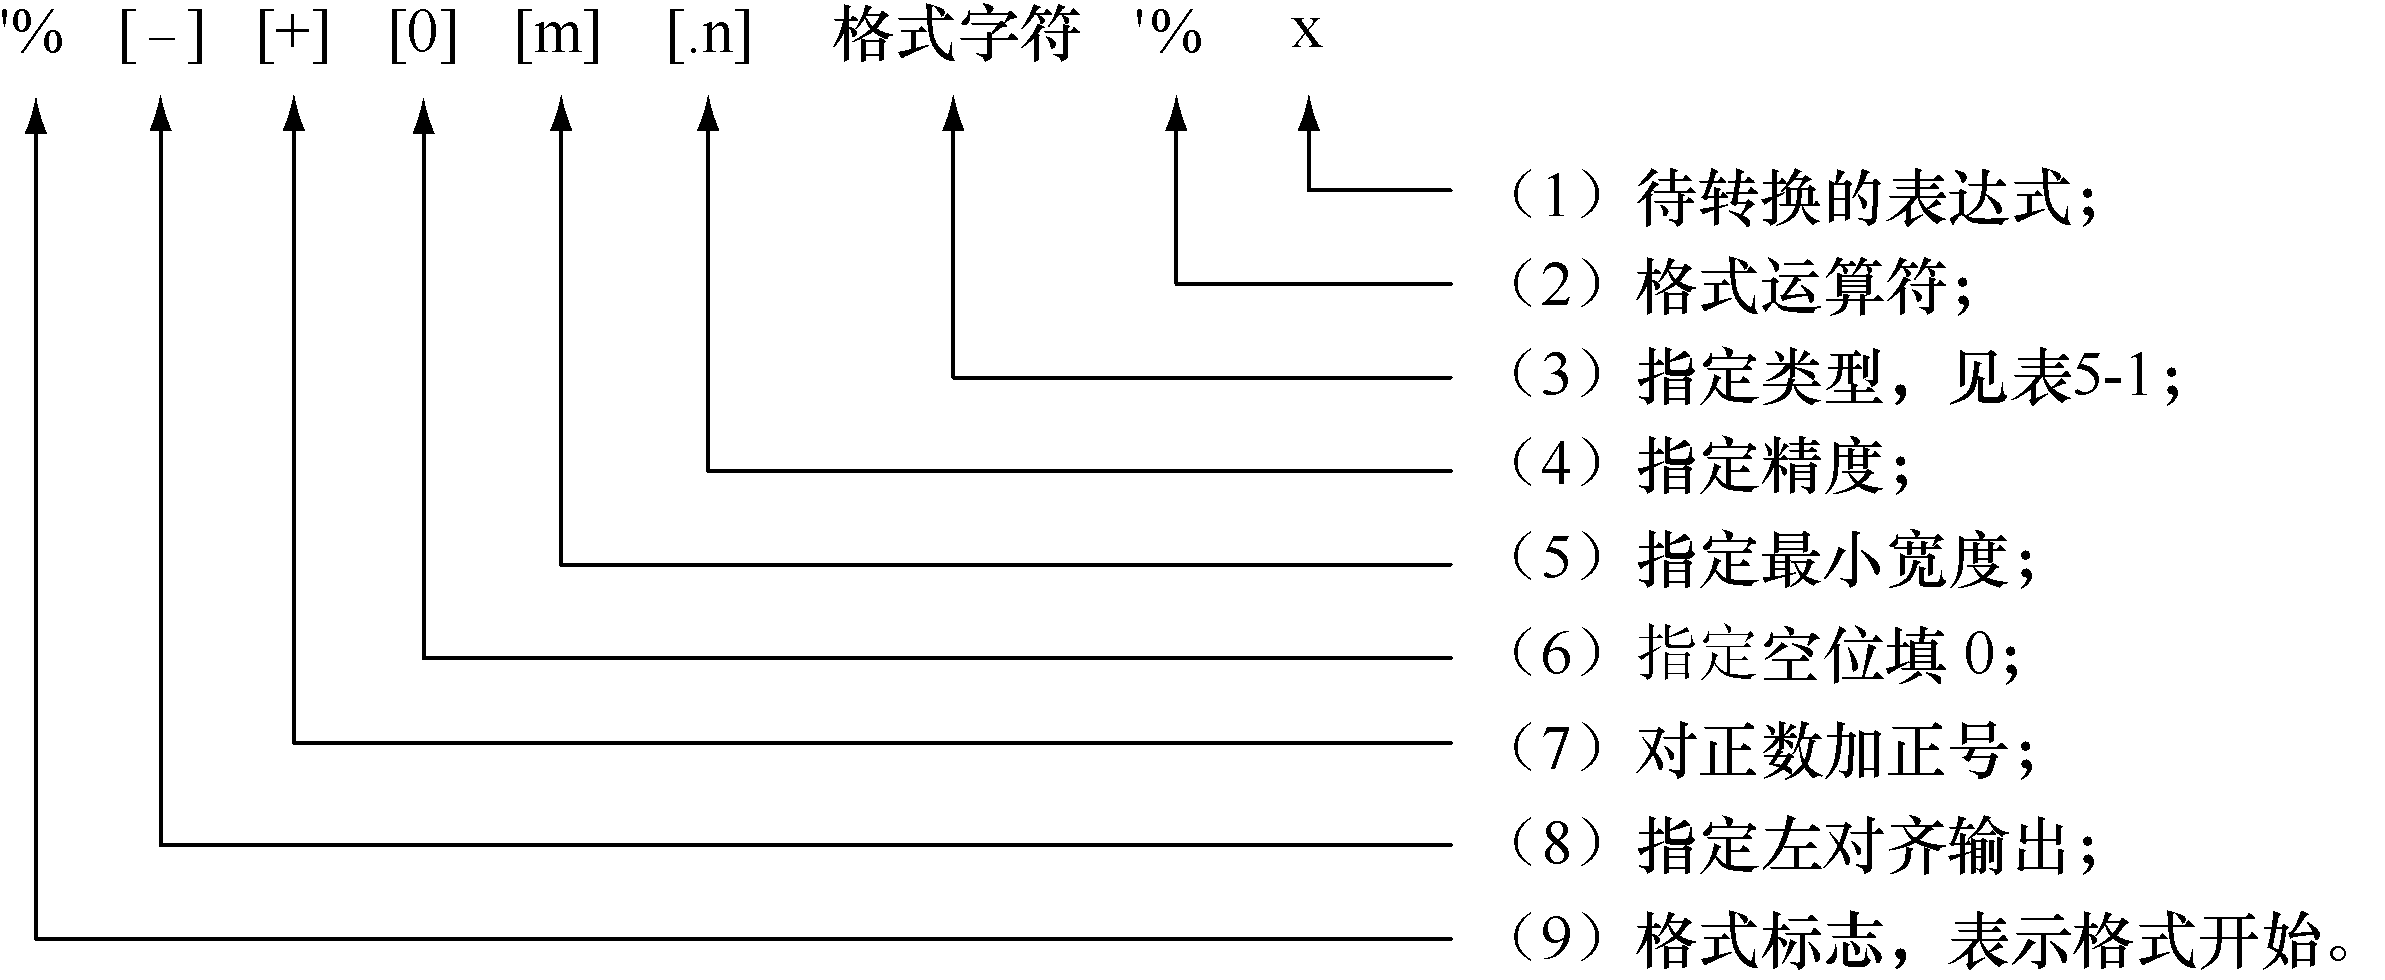 '% [－] [+] [0] [m] [.n] 格式字符 '% x
（1）待转换的表达式；
（2）格式运算符；
（3）指定类型，见表5-1；
（4）指定精度；
（5）指定最小宽度；
（6）指定空位填 0；
（7）对正数加正号；
（8）指定左对齐输出；
（9）格式标志，表示格式开始。